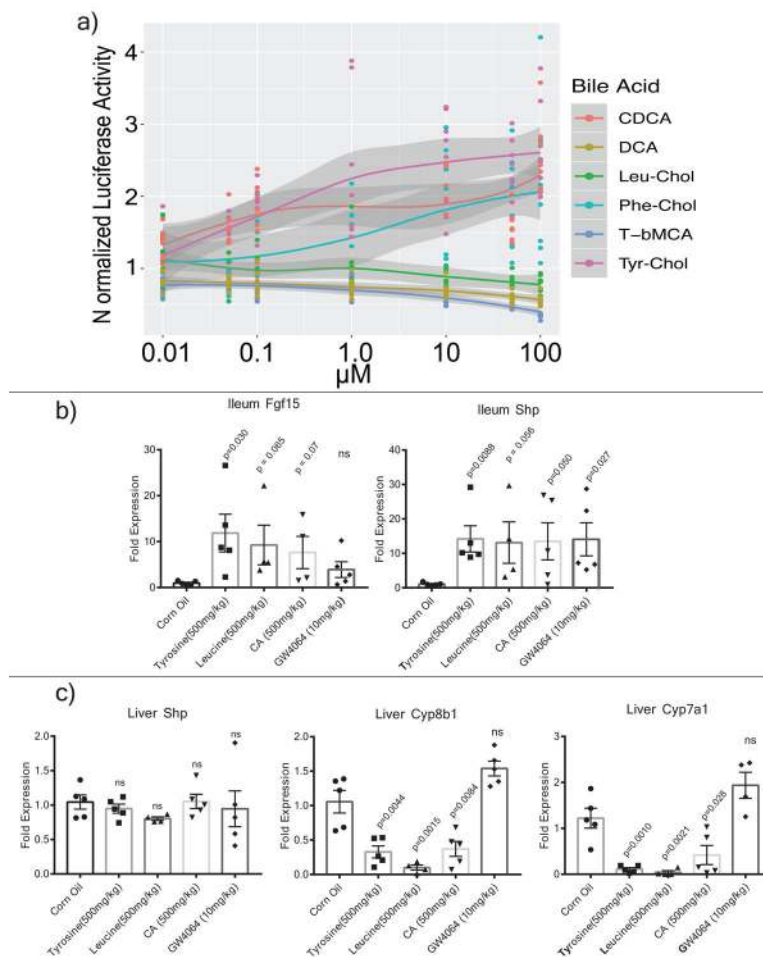 a)
N ormalized Luciferase Activity
4
3
2
1
0.01 0.1 1.0 10 100
µM
Bile Acid
CDCA
DCA
Leu-Chol
Phe-Chol
T-bMCA
Tyr-Chol
b)
Ileum Fgf15
Fold Expression
30
20
10
0
p=0.030
p = 0.065
p = 0.07
ns
Corn Oil
Tyrosine(500mg/kg)
Leucine(500mg/kg)
CA (500mg/kg)
GW4064 (10mg/kg)
Ileum Shp
Fold Expression
40
30
20
10
0
p=0.0088
p = 0.056
p=0.050
p=0.027
Corn Oil
Tyrosine(500mg/kg)
Leucine(500mg/kg)
CA (500mg/kg)
GW4064 (10mg/kg)
c)
Liver Shp
Fold Expression
2.0
1.5
1.0
0.5
0.0
ns
ns
ns
ns
Corn Oil
Tyrosine(500mg/kg)
Leucine(500mg/kg)
CA (500mg/kg)
GW4064 (10mg/kg)
Liver Cyp8b1
Fold Expression
2.0
1.5
1.0
0.5
0.0
p=0.0044
p=0.0015
p=0.0084
Corn Oil
Tyrosine(500mg/kg)
Leucine(500mg/kg)
CA (500mg/kg)
GW4064 (10mg/kg)
Liver Cyp7a1
Fold Expression
3
2
1
0
p=0.0010
p=0.0021
p=0.028
ns
Corn Oil
Tyrosine(500mg/kg)
Leucine(500mg/kg)
CA (500mg/kg)
GW4064 (10mg/kg)